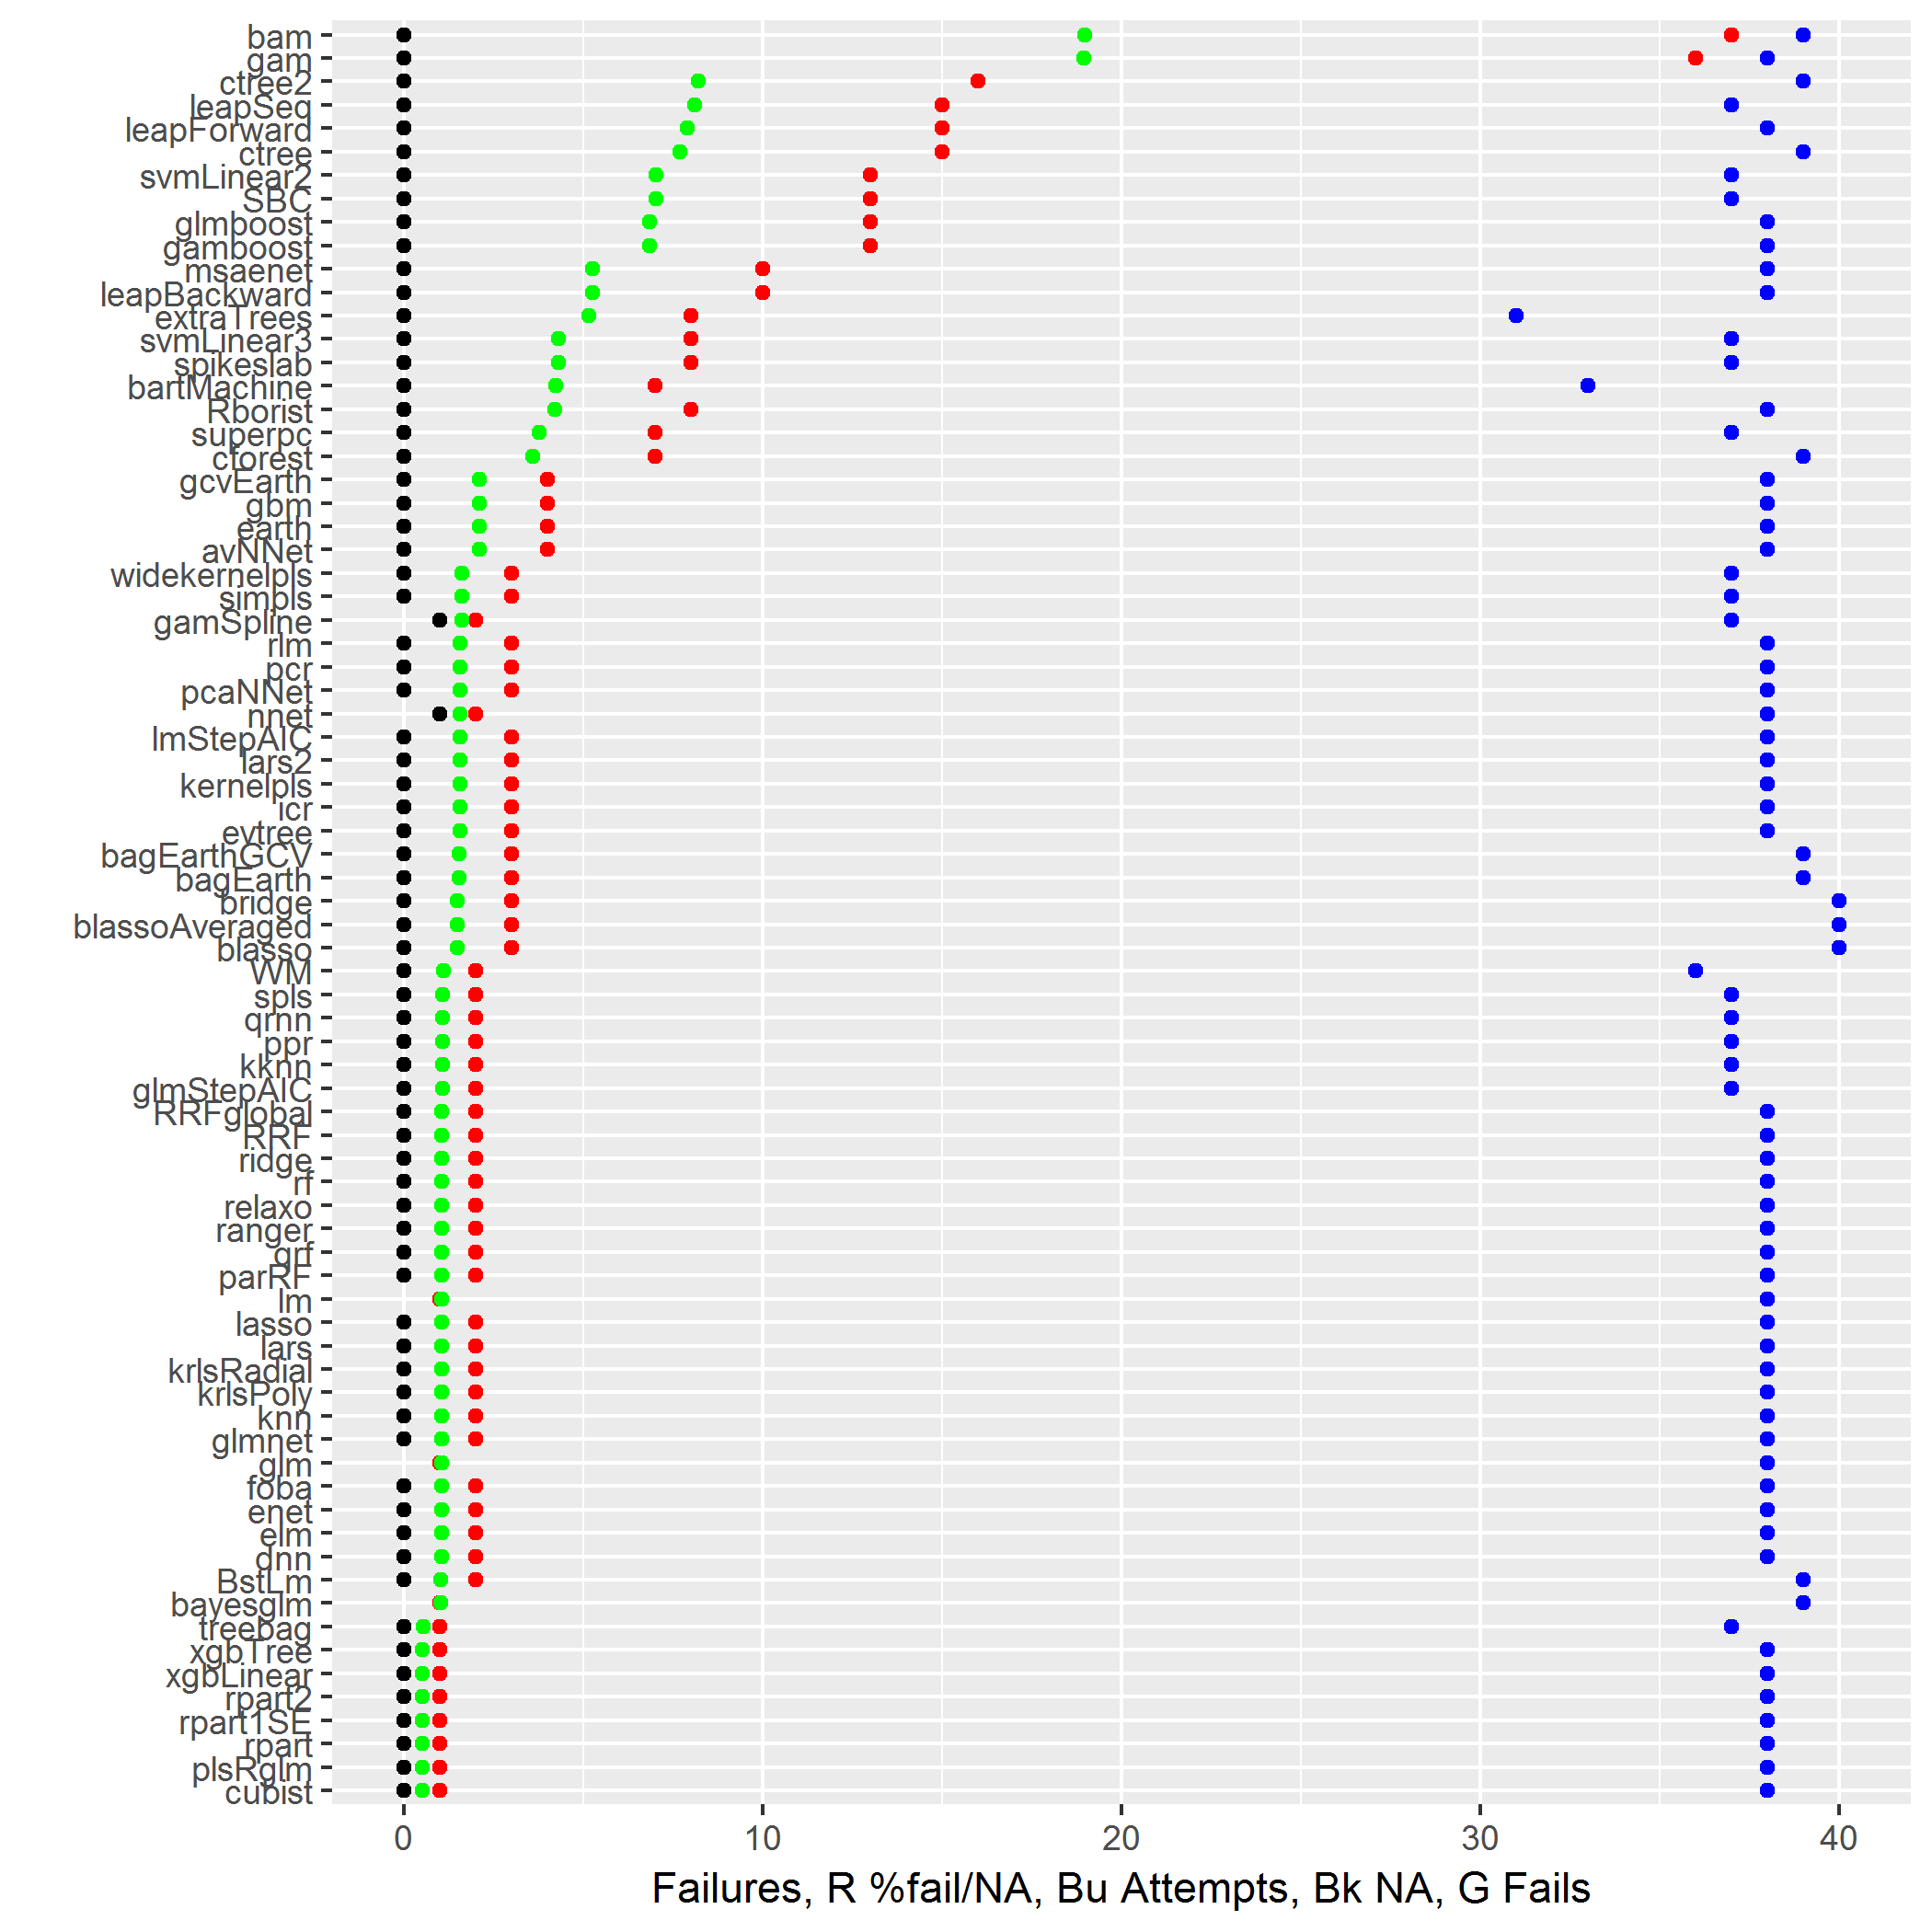 bam
gam
ctree2
leapSeq
leapForward
ctree
svmLinear2
SBC
glmboost
gamboost
msaenet
leapBackward
extraTrees
svmLinear3
spikeslab
bartMachine
Rborist
superpc
cforest
gcvEarth
gbm
earth
avNNet
widekernelpls
simpls
gamSpline
rlm
pcr
pcaNNet
nnet
lmStepAIC
lars2
kernelpls
icr
evtree
bagEarthGCV
bagEarth
bridge
blassoAveraged
blasso
WM
spls
qrnn
ppr
kknn
glmStepAIC
RRFglobal
RRF
ridge
rf
relaxo
ranger
qrf
parRF
lm
lasso
lars
krlsRadial
krlsPoly
knn
glmnet
glm
foba
enet
elm
dnn
BstLm
bayesglm
treebag
xgbTree
xgbLinear
rpart2
rpart1SE
rpart
plsRglm
cubist
0 10 20 30 40
Failures, R %fail/NA, Bu Attempts, Bk NA, G Fails